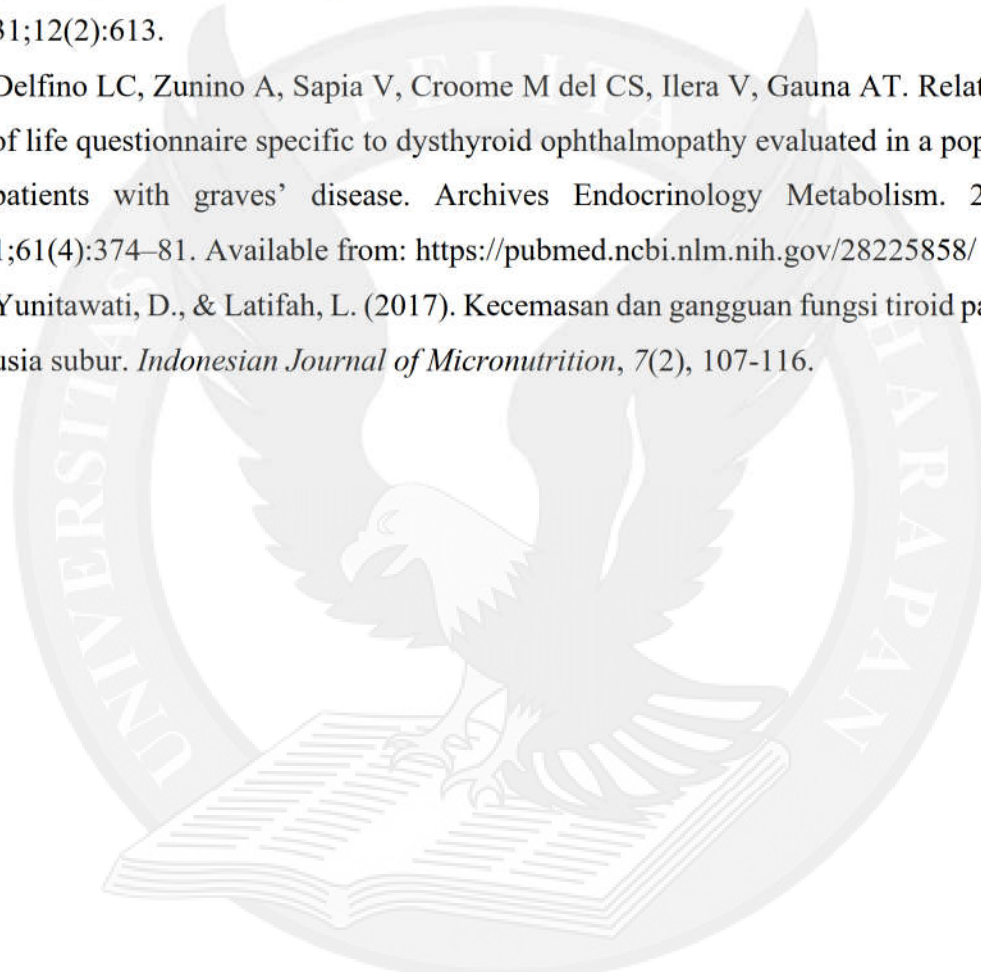 31;12(2):613.
Delfino LC, Zunino A, Sapia V, Croome M del CS, Ilera V, Gauna AT. Relat
of life questionnaire specific to dysthyroid ophthalmopathy evaluated in a pop
patients with graves’ disease. Archives Endocrinology Metabolism. 2
1;61(4):374–81. Available from: https://pubmed.ncbi.nlm.nih.gov/28225858/
Yunitawati, D., & Latifah, L. (2017). Kecemasan dan gangguan fungsi tiroid pa
usia subur. Indonesian Journal of Micronutrition, 7(2), 107-116.
UNIVERSITAS PELITA HARAPAN